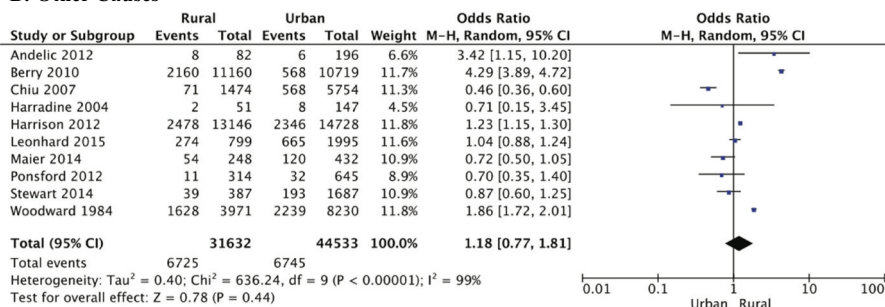 Rural Urban Odds Ratio Odds Ratio
Study or Subgroup Events Total Events Total Weight M-H, Random, 95% CI M-H, Random, 95% CI
Andelic 2012 8 82 6 196 6.6% 3.42 [1.15, 10.20]
Berry 2010 2160 11160 568 10719 11.7% 4.29 [3.89, 4.72]
Chiu 2007 71 1474 568 5754 11.3% 0.46 [0.36, 0.60]
Harradine 2004 2 51 8 147 4.5% 0.71 [0.15, 3.45]
Harrison 2012 2478 13146 2346 14728 11.8% 1.23 [1.15, 1.30]
Leonhard 2015 274 799 665 1995 11.6% 1.04 [0.88, 1.24]
Maier 2014 54 248 120 432 10.9% 0.72 [0.50, 1.05]
Ponsford 2012 11 314 32 645 8.9% 0.70 [0.35, 1.40]
Stewart 2014 39 387 193 1687 11.0% 0.87 [0.60, 1.25]
Woodward 1984 1628 3971 2239 8230 11.8% 1.86 [1.72, 2.01]
Total (95% CI) 31632 44533 100.0% 1.18 [0.77, 1.81]
Total events 6725 6745
Heterogeneity: Tau² = 0.40; Chi² = 636.24, df = 9 (P < 0.00001); I² = 99%
Test for overall effect: Z = 0.78 (P = 0.44)
0.01 0.1 1 10 100
Urban Rural